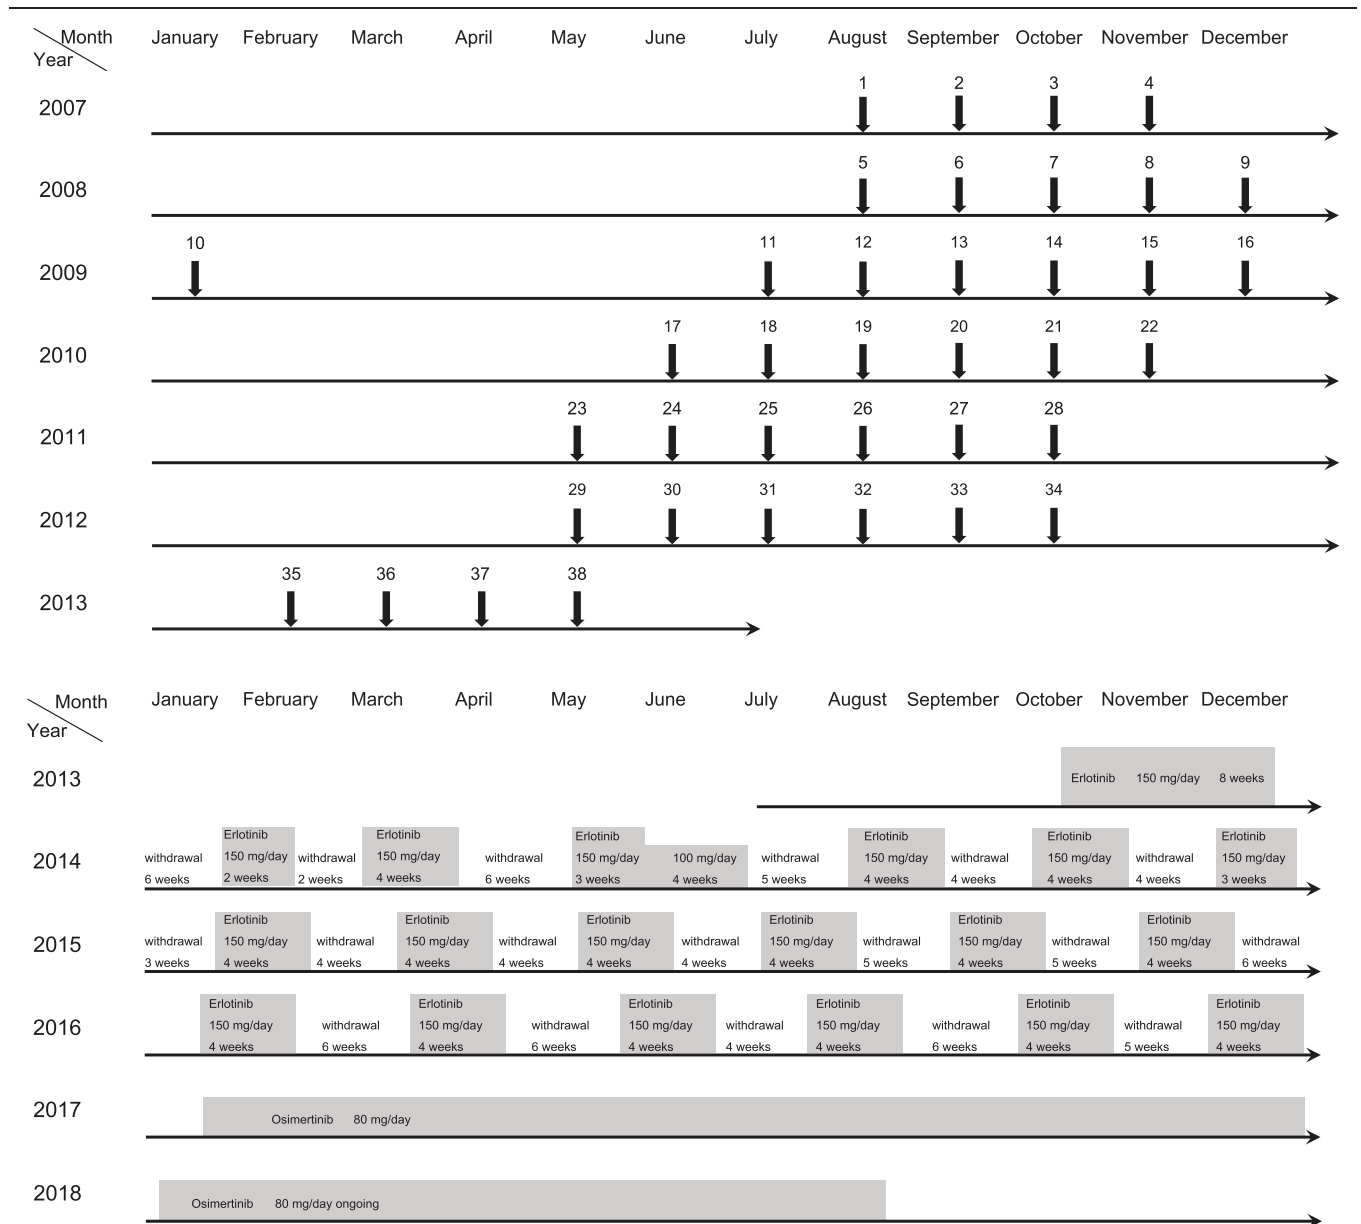 Month January February March April May June July August September October November December
Year
1 2 3 4
2007
5 6 7 8 9
2008
10 11 12 13 14 15 16
2009
17 18 19 20 21 22
2010
23 24 25 26 27 28
2011
29 30 31 32 33 34
2012
35 36 37 38
2013
Month January February March April May June July August September October November December
Year
2013 Erlotinib 150 mg/day 8 weeks
Erlotinib Erlotinib Erlotinib Erlotinib Erlotinib Erlotinib
2014 withdrawal 150 mg/day withdrawal 150 mg/day withdrawal 150 mg/day 100 mg/day withdrawal 150 mg/day withdrawal 150 mg/day withdrawal 150 mg/day
6 weeks 2 weeks 2 weeks 4 weeks 6 weeks 3 weeks 4 weeks 5 weeks 4 weeks 4 weeks 4 weeks 4 weeks 3 weeks
Erlotinib Erlotinib Erlotinib Erlotinib Erlotinib Erlotinib
2015 withdrawal 150 mg/day withdrawal 150 mg/day withdrawal 150 mg/day withdrawal 150 mg/day withdrawal 150 mg/day withdrawal 150 mg/day withdrawal
3 weeks 4 weeks 4 weeks 4 weeks 4 weeks 4 weeks 4 weeks 4 weeks 5 weeks 4 weeks 5 weeks 4 weeks 6 weeks
Erlotinib Erlotinib Erlotinib Erlotinib Erlotinib Erlotinib
2016 150 mg/day withdrawal 150 mg/day withdrawal 150 mg/day withdrawal 150 mg/day withdrawal 150 mg/day withdrawal 150 mg/day
4 weeks 6 weeks 4 weeks 6 weeks 4 weeks 4 weeks 4 weeks 6 weeks 4 weeks 5 weeks 4 weeks
2017 Osimertinib 80 mg/day
2018 Osimertinib 80 mg/day ongoing